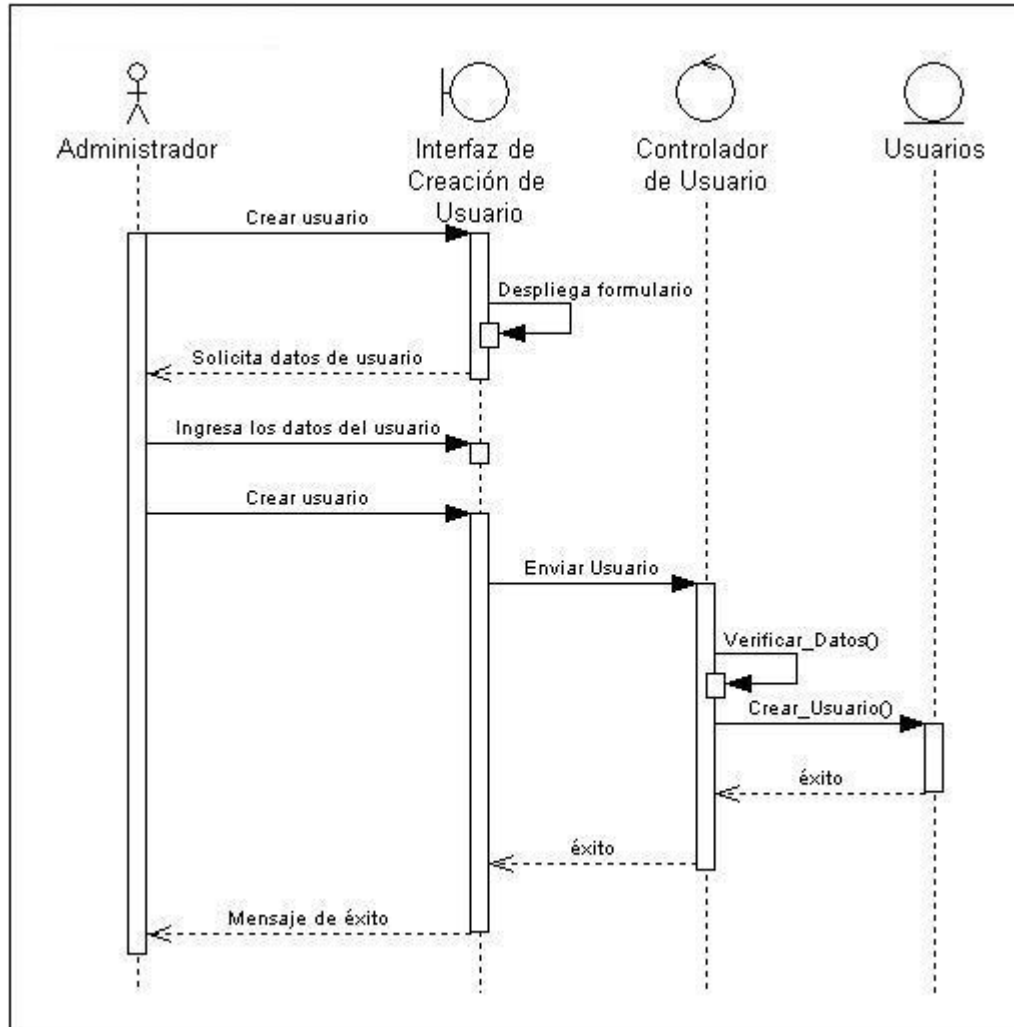 Administrador
Interfaz de
Creación de
Usuario
Controlador
de Usuario
Usuarios
Crear usuario
Despliega formulario
Solicita datos de usuario
Ingresa los datos del usuario
Crear usuario
Enviar Usuario
Verificar_Datos()
Crear_Usuario()
éxito
éxito
Mensaje de éxito